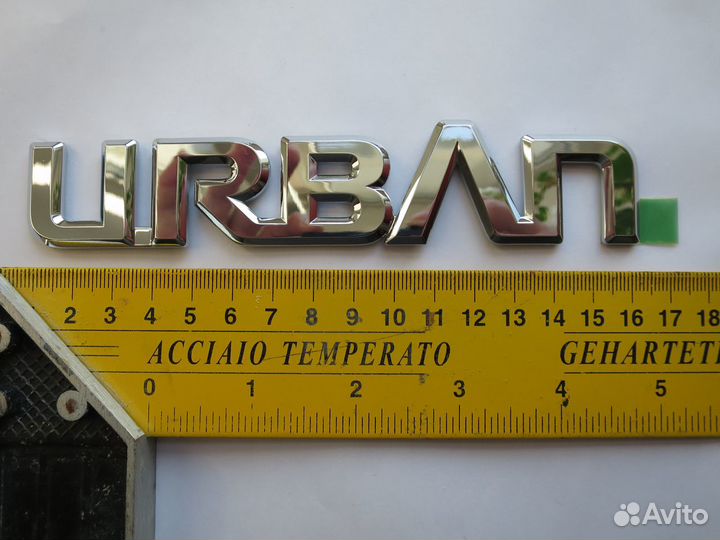 URBAN
2 3 4 5 6 7 8 9 10 11 12 13 14 15 16 17 18
ACCIAIO TEMPERATO GEHARTETE
0 1 2 3 4 5
Avito